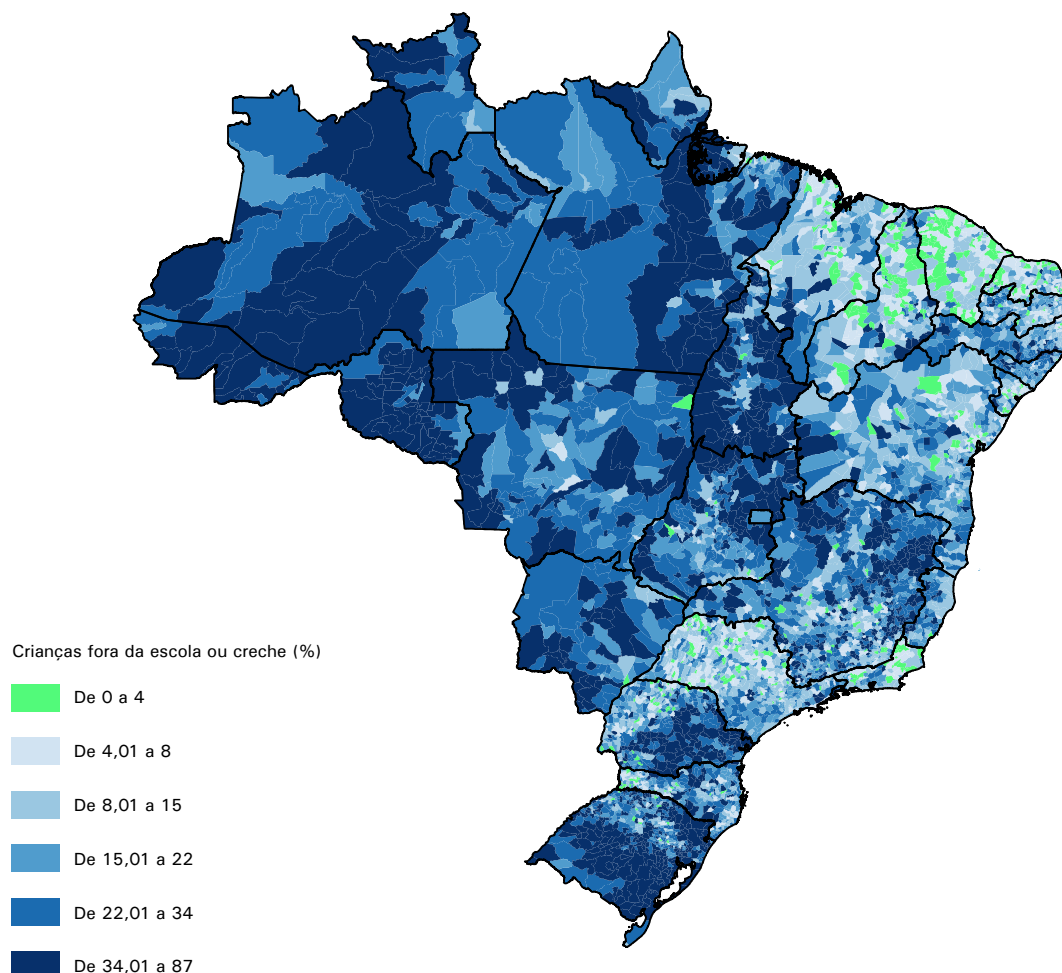 Crianças fora da escola ou creche (%)
De 0 a 4
De 4,01 a 8
De 8,01 a 15
De 15,01 a 22
De 22,01 a 34
De 34,01 a 87